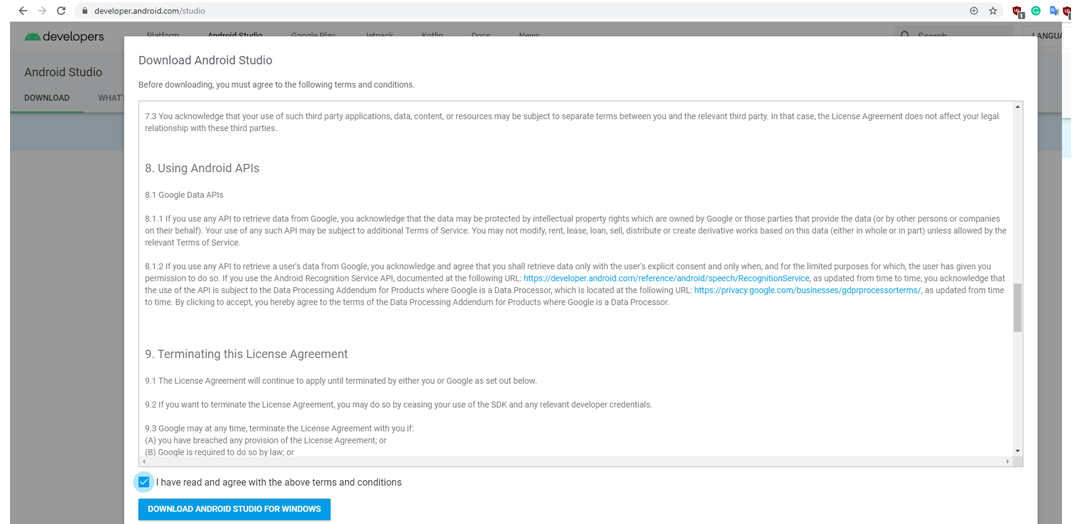 developer.android.com/studio
developers Platform Android Studio Google Play Jetpack Kotlin Docs News Search LANGUA
Android Studio
DOWNLOAD WHAT'
Download Android Studio
Before downloading, you must agree to the following terms and conditions.
7.3 You acknowledge that your use of such third party applications, data, content, or resources may be subject to separate terms between you and the relevant third party. In that case, the License Agreement does not affect your legal
relationship with these third parties.
8. Using Android APIs
8.1 Google Data APIs
8.1.1 If you use any API to retrieve data from Google, you acknowledge that the data may be protected by intellectual property rights which are owned by Google or those parties that provide the data (or by other persons or companies
on their behalf). Your use of any such API may be subject to additional Terms of Service. You may not modify, rent, lease, loan, sell, distribute or create derivative works based on this data (either in whole or in part) unless allowed by the
relevant Terms of Service.
8.1.2 If you use any API to retrieve a user's data from Google, you acknowledge and agree that you shall retrieve data only with the user's explicit consent and only when, and for the limited purposes for which, the user has given you
permission to do so. If you use the Android Recognition Service API, documented at the following URL: https://developer.android.com/reference/android/speech/RecognitionService, as updated from time to time, you acknowledge that
the use of the API is subject to the Data Processing Addendum for Products where Google is a Data Processor, which is located at the following URL: https://privacy.google.com/businesses/gdprprocessorterms/, as updated from time
to time. By clicking to accept, you hereby agree to the terms of the Data Processing Addendum for Products where Google is a Data Processor.
9. Terminating this License Agreement
9.1 The License Agreement will continue to apply until terminated by either you or Google as set out below.
9.2 If you want to terminate the License Agreement, you may do so by ceasing your use of the SDK and any relevant developer credentials.
9.3 Google may at any time, terminate the License Agreement with you if:
(A) you have breached any provision of the License Agreement; or
(B) Google is required to do so by law; or
I have read and agree with the above terms and conditions
DOWNLOAD ANDROID STUDIO FOR WINDOWS